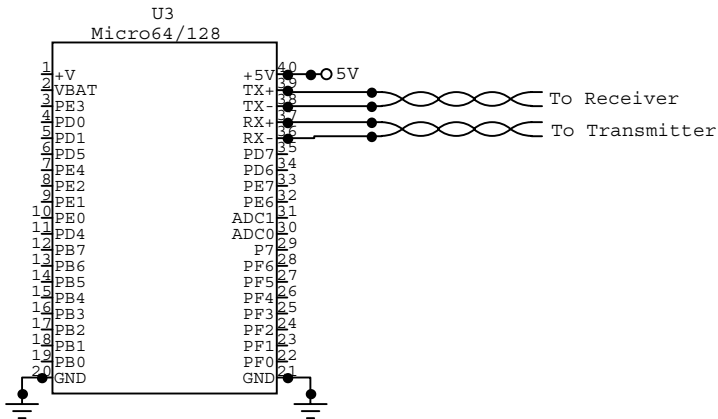 U3
Micro64/128
1 +V
2 VBAT
3 PE3
4 PD0
5 PD1
6 PD5
7 PE4
8 PE2
9 PE1
10 PE0
11 PD4
12 PB7
13 PB6
14 PB5
15 PB4
16 PB3
17 PB2
18 PB1
19 PB0
20 GND
+5V 40
TX+ 39
TX- 38
RX+ 37
RX- 36
PD7 35
PD6 34
PE7 33
PE6 32
ADC1 31
ADC0 30
P7 29
PF6 28
PF5 27
PF4 26
PF3 25
PF2 24
PF1 23
PF0 22
GND 21
5V
To Receiver
To Transmitter